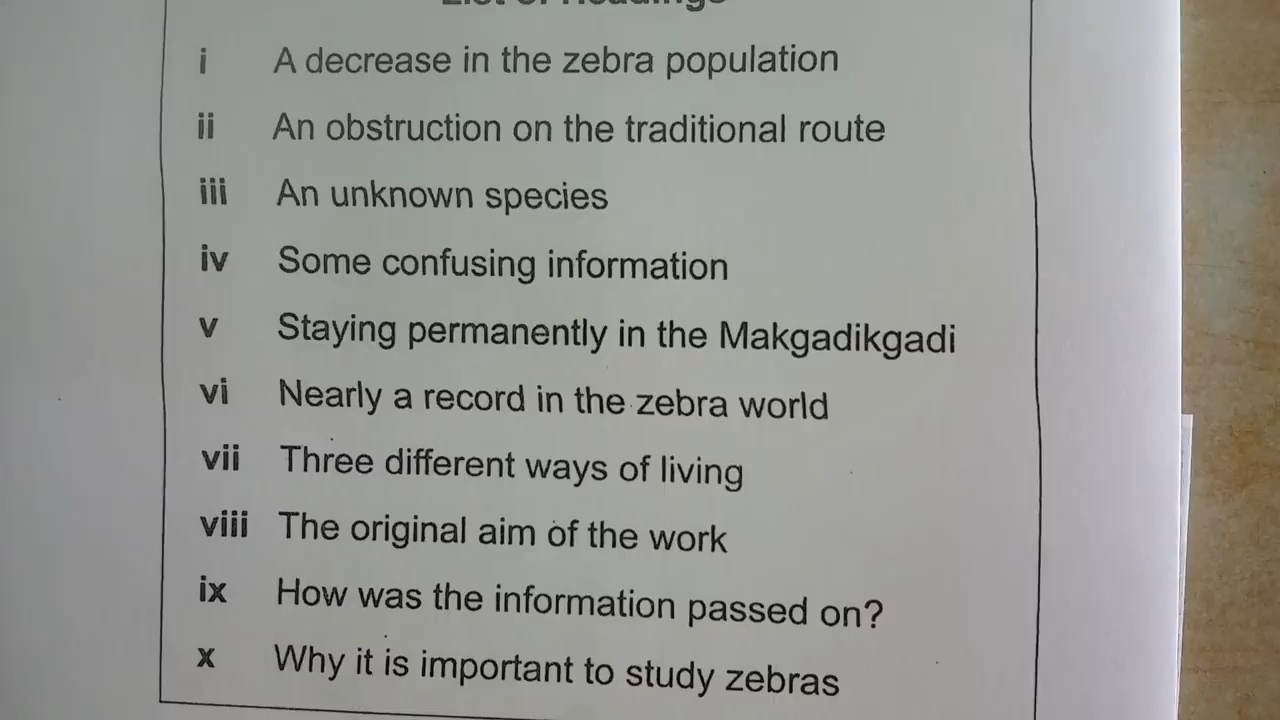 List of Headings
i A decrease in the zebra population
ii An obstruction on the traditional route
iii An unknown species
iv Some confusing information
v Staying permanently in the Makgadikgadi
vi Nearly a record in the zebra world
vii Three different ways of living
viii The original aim of the work
ix How was the information passed on?
x Why it is important to study zebras